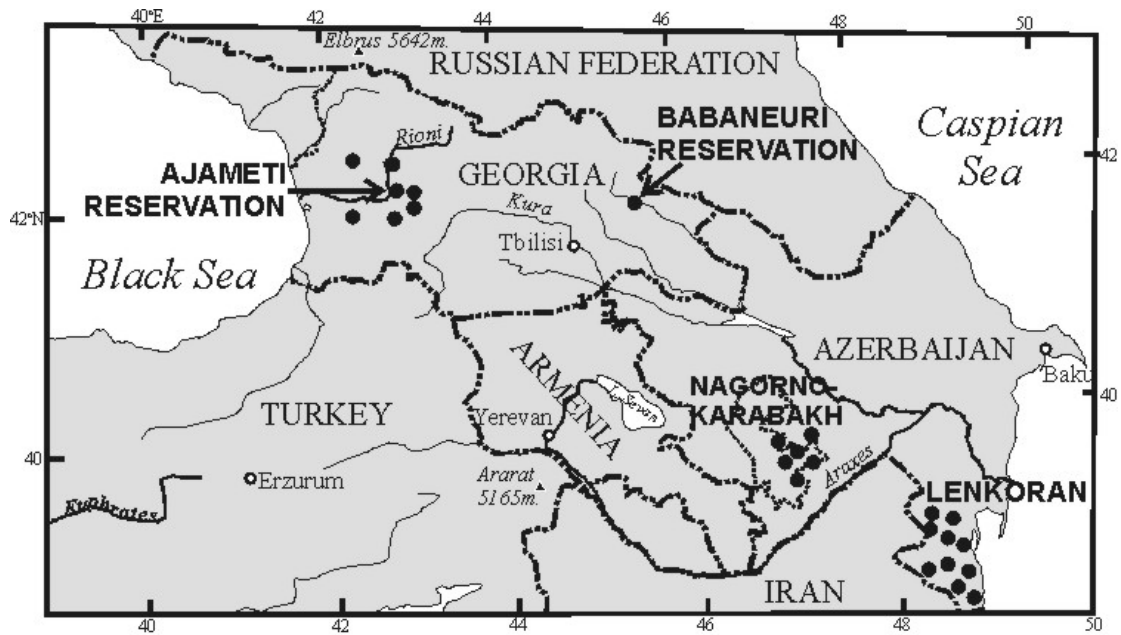 40°E
42
44
46
48
50
Elbrus 5642m.
RUSSIAN FEDERATION
BABANEURI
RESERVATION
Caspian
Sea
Rioni
42
AJAMETI
RESERVATION
GEORGIA
42°N
Kura
Tbilisi
Black Sea
AZERBAIJAN
ARMENIA
Baku
NAGORNO-
KARABAKH
40
L. Sevan
TURKEY
Yerevan
40
Araxes
Ararat
5165m.
Erzurum
LENKORAN
Euphrates
IRAN
40
42
44
46
48
50